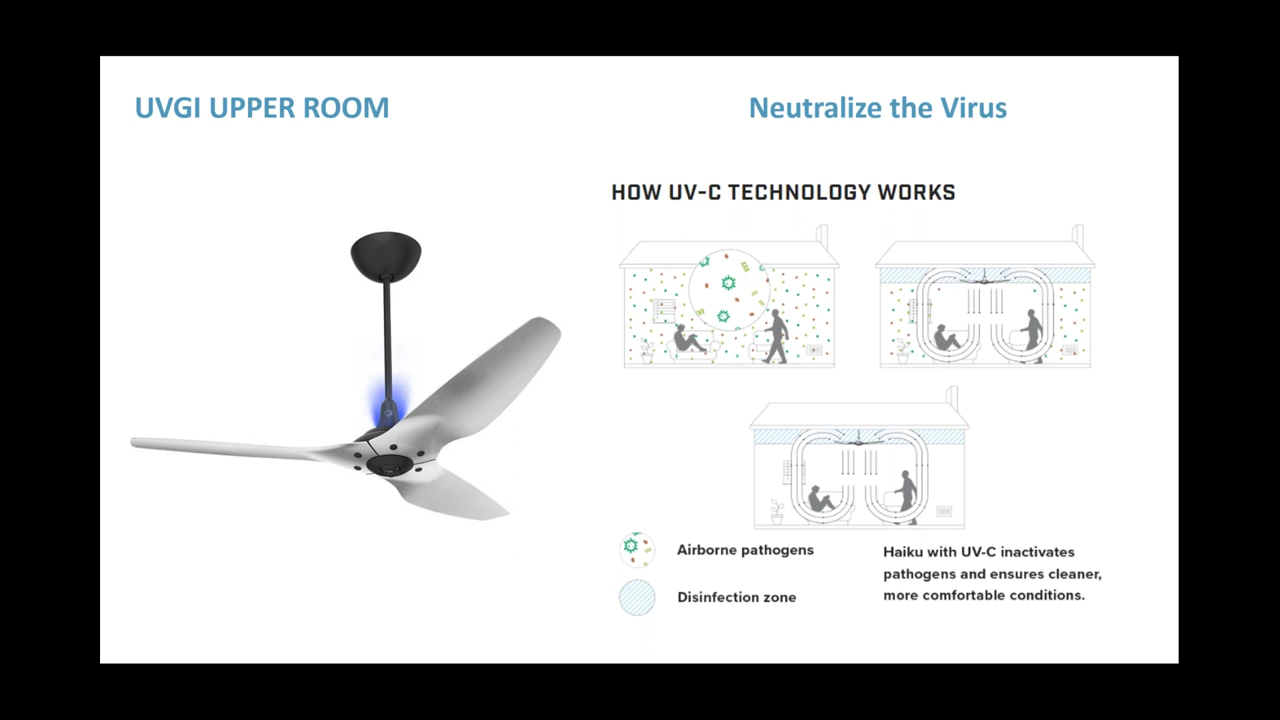 UVGI UPPER ROOM
Neutralize the Virus
HOW UV-C TECHNOLOGY WORKS
Airborne pathogens
Disinfection zone
Haiku with UV-C inactivates
pathogens and ensures cleaner,
more comfortable conditions.